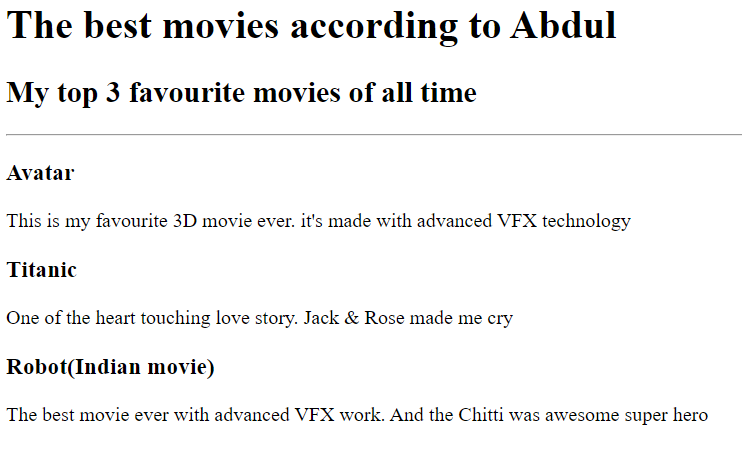 The best movies according to Abdul
My top 3 favourite movies of all time
Avatar
This is my favourite 3D movie ever. it's made with advanced VFX technology
Titanic
One of the heart touching love story. Jack & Rose made me cry
Robot(Indian movie)
The best movie ever with advanced VFX work. And the Chitti was awesome super hero